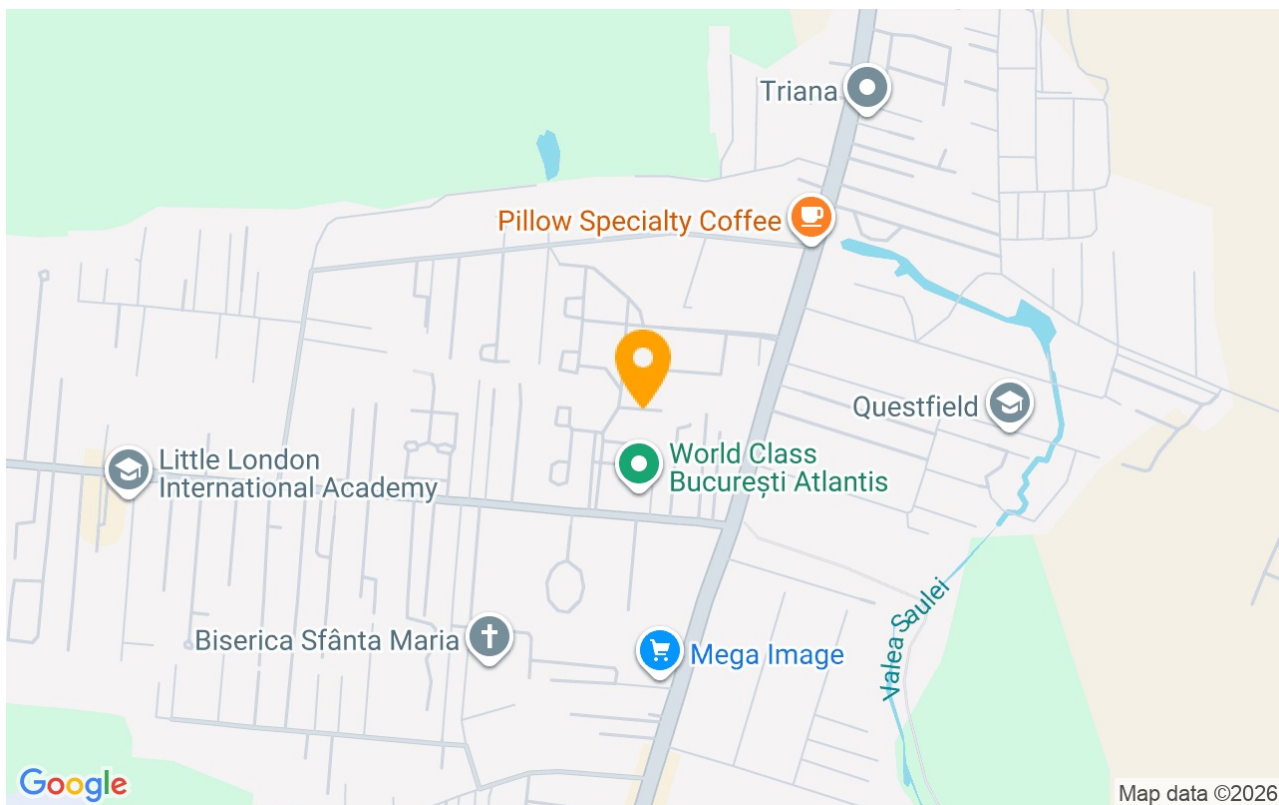 Triana
Pillow Specialty Coffee
Questfield
World Class
București Atlantis
Little London
International Academy
Valea Saulei
Biserica Sfânta Maria
Mega Image
Google
Map data ©2026